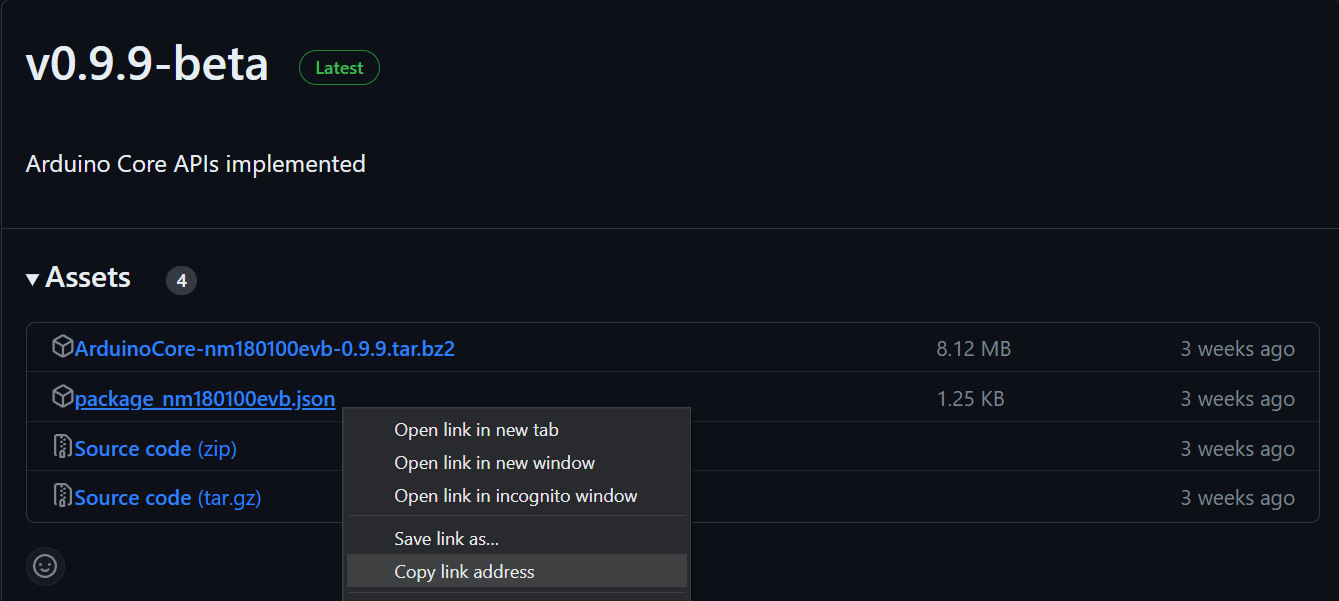 v0.9.9-beta Latest
Arduino Core APIs implemented
Assets 4
ArduinoCore-nm180100evb-0.9.9.tar.bz2 8.12 MB 3 weeks ago
package_nm180100evb.json 1.25 KB 3 weeks ago
Open link in new tab
Source code (zip) 3 weeks ago
Open link in new window
Open link in incognito window
Source code (tar.gz) 3 weeks ago
Save link as...
Copy link address